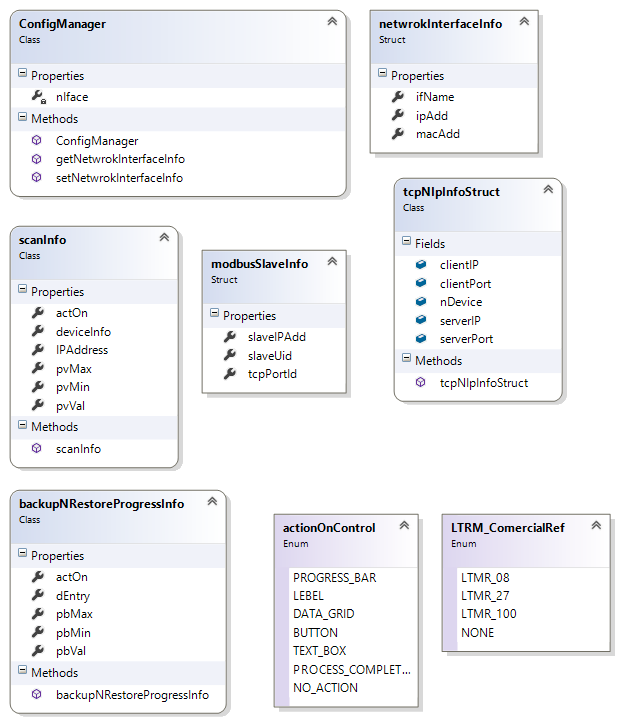 ConfigManager
Class
Properties
nIface
Methods
ConfigManager
getNetwrokInterfaceInfo
setNetwrokInterfaceInfo
netwrokInterfaceInfo
Struct
Properties
ifName
ipAdd
macAdd
scanInfo
Class
Properties
actOn
deviceInfo
IPAddress
pvMax
pvMin
pvVal
Methods
scanInfo
modbusSlaveInfo
Struct
Properties
slaveIPAdd
slaveUid
tcpPortId
tcpNIpInfoStruct
Class
Fields
clientIP
clientPort
nDevice
serverIP
serverPort
Methods
tcpNIpInfoStruct
backupNRestoreProgressInfo
Class
Properties
actOn
dEntry
pbMax
pbMin
pbVal
Methods
backupNRestoreProgressInfo
actionOnControl
Enum
PROGRESS_BAR
LEBEL
DATA_GRID
BUTTON
TEXT_BOX
PROCESS_COMPLET...
NO_ACTION
LTRM_ComercialRef
Enum
LTMR_08
LTMR_27
LTMR_100
NONE